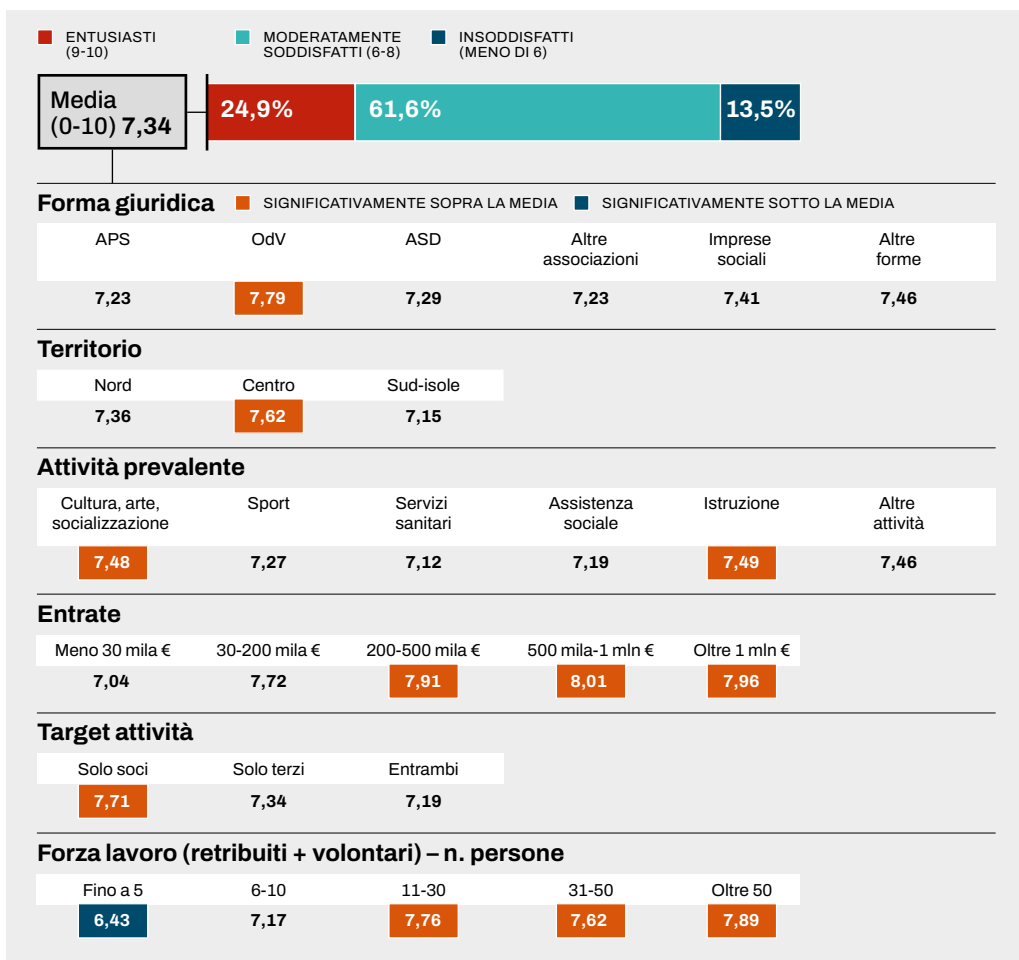 ENTUSIASTI
(9-10)
MODERATAMENTE
SODDISFATTI (6-8)
INSODDISFATTI
(MENO DI 6)
Media
(0-10) 7,34
24,9%
61,6%
13,5%
Forma giuridica
SIGNIFICATIVAMENTE SOPRA LA MEDIA
SIGNIFICATIVAMENTE SOTTO LA MEDIA
APS
OdV
ASD
Altre
associazioni
Imprese
sociali
Altre
forme
7,23
7,79
7,29
7,23
7,41
7,46
Territorio
Nord
Centro
Sud-isole
7,36
7,62
7,15
Attività prevalente
Cultura, arte,
socializzazione
Sport
Servizi
sanitari
Assistenza
sociale
Istruzione
Altre
attività
7,48
7,27
7,12
7,19
7,49
7,46
Entrate
Meno 30 mila €
30-200 mila €
200-500 mila €
500 mila-1 mln €
Oltre 1 mln €
7,04
7,72
7,91
8,01
7,96
Target attività
Solo soci
Solo terzi
Entrambi
7,71
7,34
7,19
Forza lavoro (retribuiti + volontari) – n. persone
Fino a 5
6-10
11-30
31-50
Oltre 50
6,43
7,17
7,76
7,62
7,89